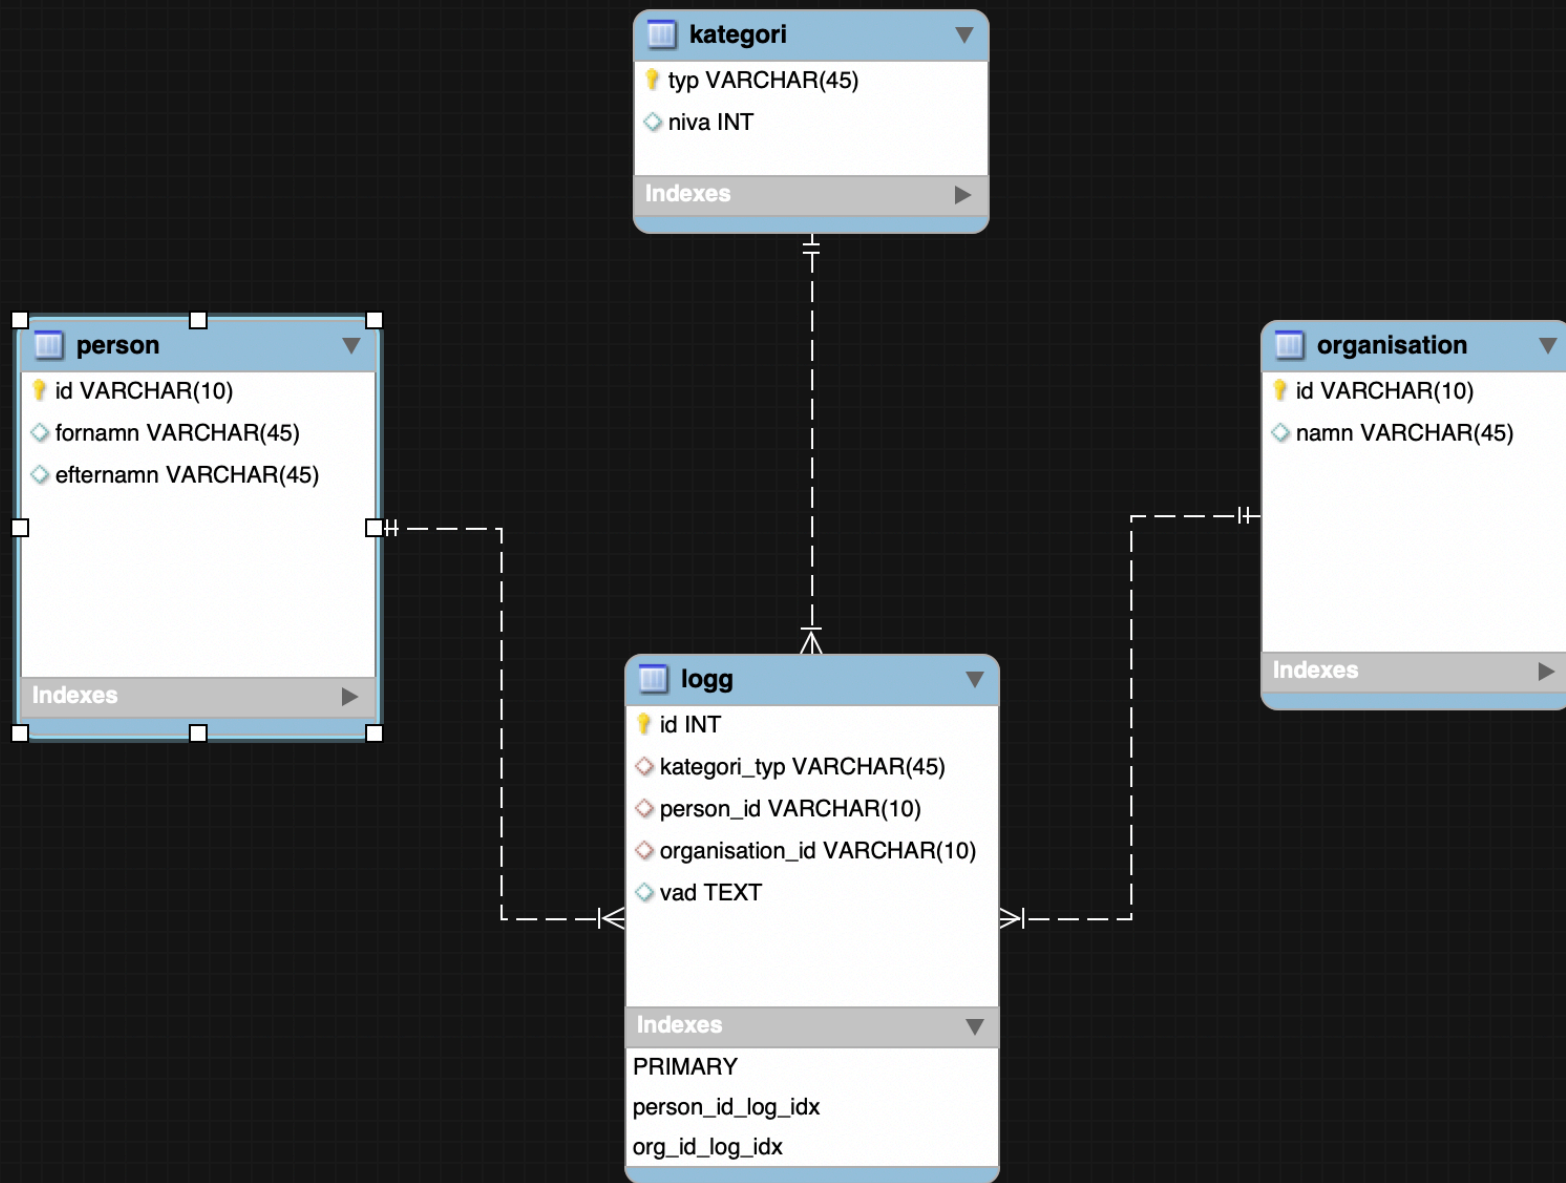 kategori
typ VARCHAR(45)
niva INT
Indexes
person
id VARCHAR(10)
fornamn VARCHAR(45)
efternamn VARCHAR(45)
Indexes
organisation
id VARCHAR(10)
namn VARCHAR(45)
Indexes
logg
id INT
kategori_typ VARCHAR(45)
person_id VARCHAR(10)
organisation_id VARCHAR(10)
vad TEXT
Indexes
PRIMARY
person_id_log_idx
org_id_log_idx